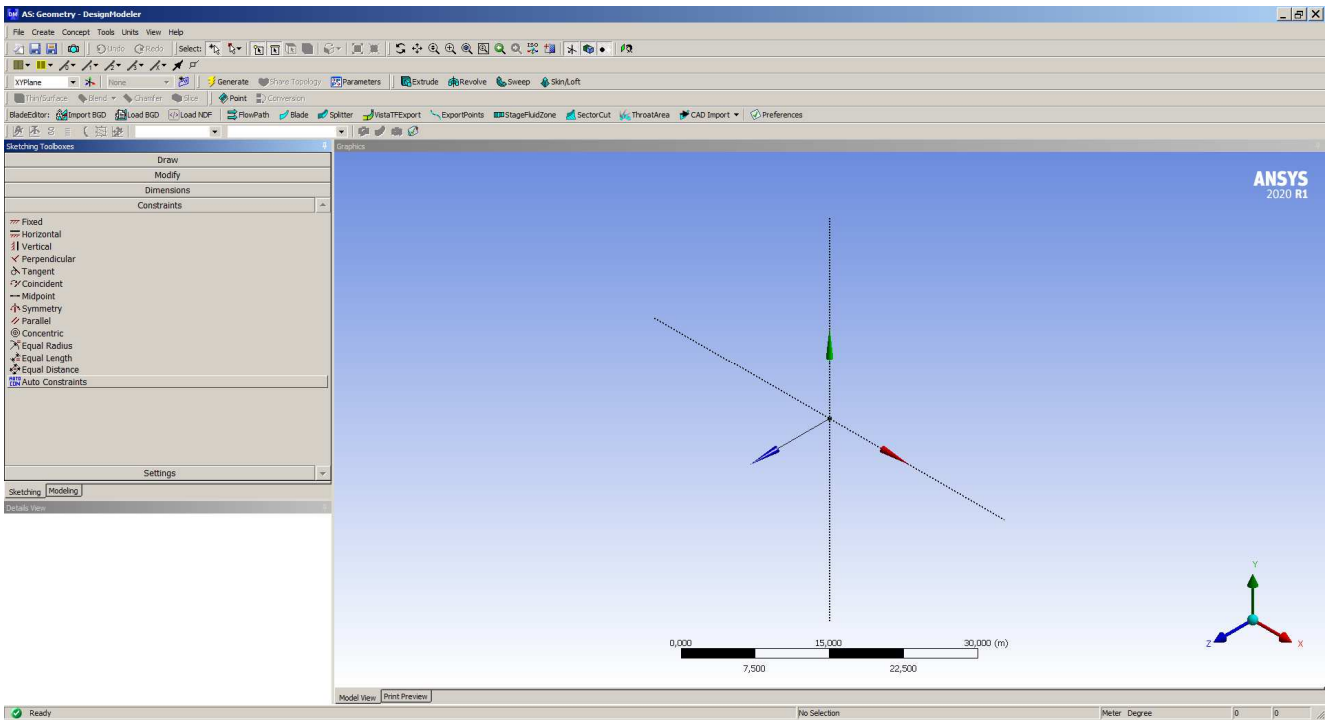 AS: Geometry - DesignModeler
File Create Concept Tools Units View Help
Undo Redo Select:
XYPlane None Generate Share Topology Parameters Extrude Revolve Sweep Skin/Loft
Thin/Surface Blend Chamfer Slice Point Conversion
BladeEditor: Import BGD Load BGD Load NDF FlowPath Blade Splitter VistaTFExport ExportPoints StageFluidZone SectorCut ThroatArea CAD Import Preferences
Sketching Toolboxes
Graphics
Draw
Modify
Dimensions
Constraints
Fixed
Horizontal
Vertical
Perpendicular
Tangent
Coincident
Midpoint
Symmetry
Parallel
Concentric
Equal Radius
Equal Length
Equal Distance
Auto Constraints
Settings
Sketching Modeling
Details View
ANSYS
2020 R1
Y
Z
X
0,000 15,000 30,000 (m)
7,500 22,500
Model View Print Preview
Ready No Selection Meter Degree 0 0